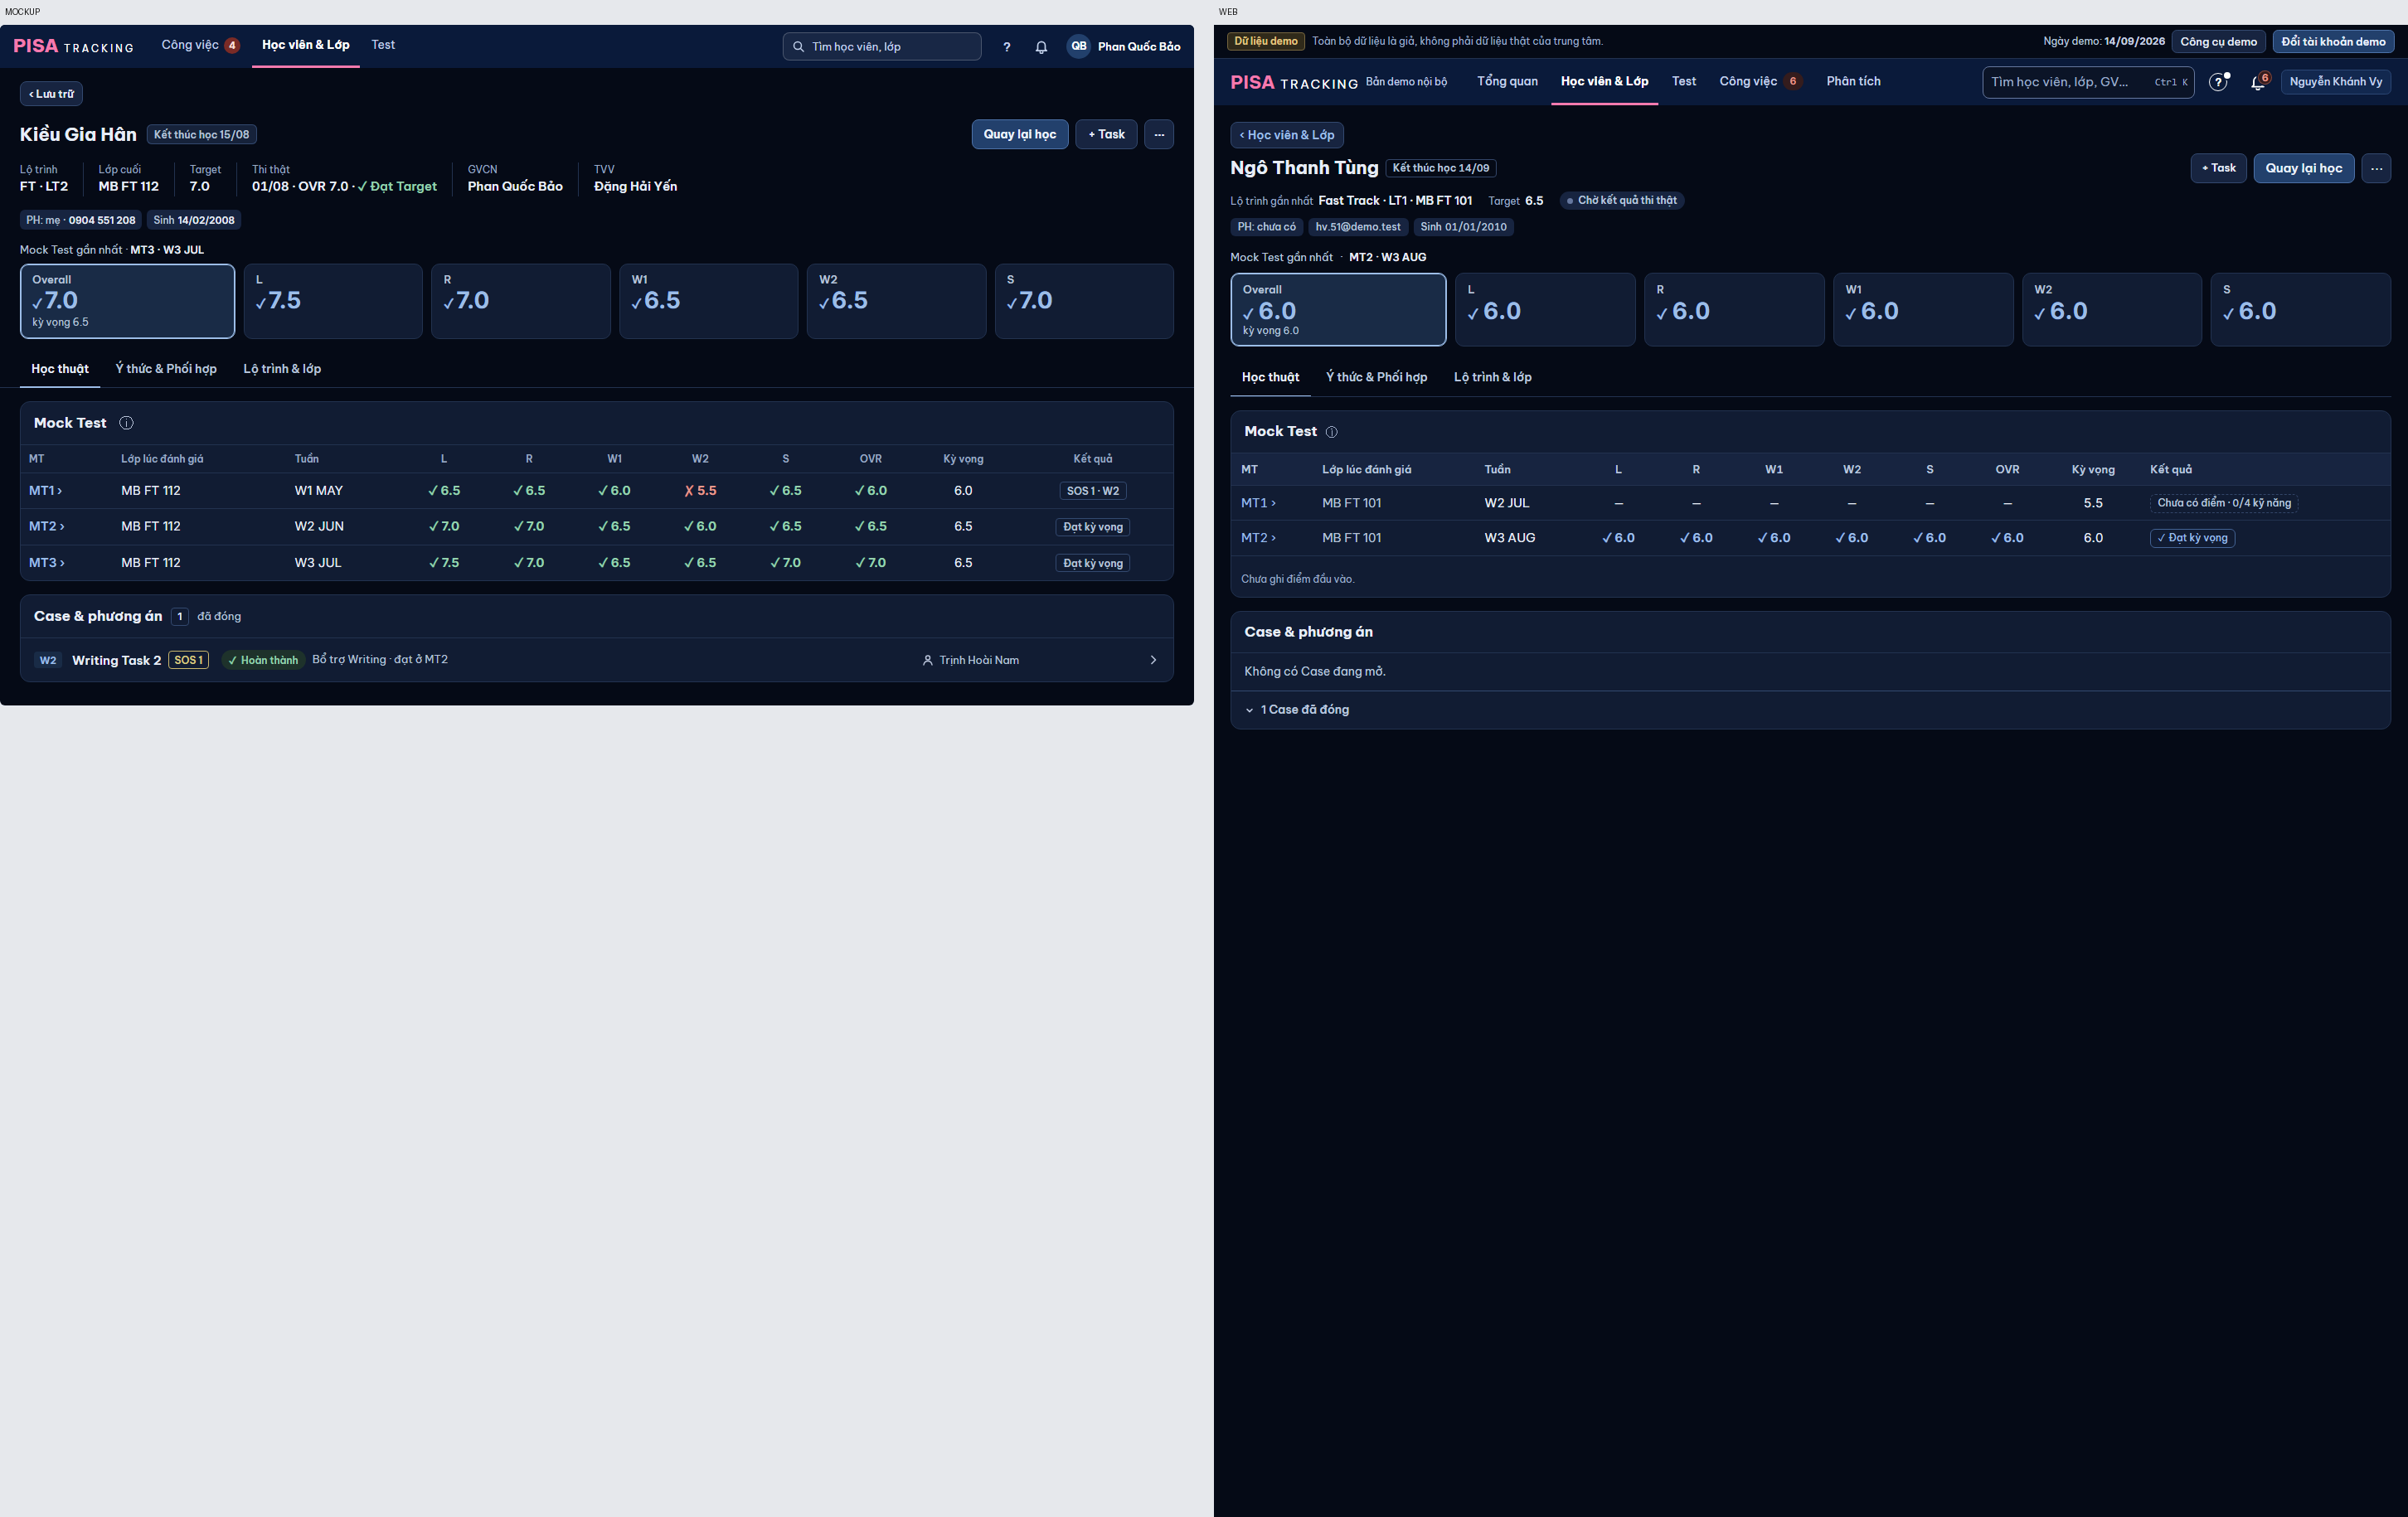 MOCKUP
PISA TRACKING Công việc 4 Học viên & Lớp Test Tìm học viên, lớp ? QB Phan Quốc Bảo
‹ Lưu trữ
Kiều Gia Hân Kết thúc học 15/08 Quay lại học + Task ···
Lộ trình Lớp cuối Target Thi thật GVCN TVV
FT · LT2 MB FT 112 7.0 01/08 · OVR 7.0 · ✓ Đạt Target Phan Quốc Bảo Đặng Hải Yến
PH: mẹ · 0904 551 208 Sinh 14/02/2008
Mock Test gần nhất · MT3 · W3 JUL
Overall L R W1 W2 S
✓7.0 ✓7.5 ✓7.0 ✓6.5 ✓6.5 ✓7.0
kỳ vọng 6.5
Học thuật Ý thức & Phối hợp Lộ trình & lớp
Mock Test ⓘ
MT Lớp lúc đánh giá Tuần L R W1 W2 S OVR Kỳ vọng Kết quả
MT1 › MB FT 112 W1 MAY ✓ 6.5 ✓ 6.5 ✓ 6.0 ✗ 5.5 ✓ 6.5 ✓ 6.0 6.0 SOS 1 · W2
MT2 › MB FT 112 W2 JUN ✓ 7.0 ✓ 7.0 ✓ 6.5 ✓ 6.0 ✓ 6.5 ✓ 6.5 6.5 Đạt kỳ vọng
MT3 › MB FT 112 W3 JUL ✓ 7.5 ✓ 7.0 ✓ 6.5 ✓ 6.5 ✓ 7.0 ✓ 7.0 6.5 Đạt kỳ vọng
Case & phương án 1 đã đóng
W2 Writing Task 2 SOS 1 ✓ Hoàn thành Bổ trợ Writing · đạt ở MT2 Trịnh Hoài Nam ›
WEB
Dữ liệu demo Toàn bộ dữ liệu là giả, không phải dữ liệu thật của trung tâm. Ngày demo: 14/09/2026 Công cụ demo Đổi tài khoản demo
PISA TRACKING Bản demo nội bộ Tổng quan Học viên & Lớp Test Công việc 6 Phân tích Tìm học viên, lớp, GV... Ctrl K ? 6 Nguyễn Khánh Vy
‹ Học viên & Lớp
Ngô Thanh Tùng Kết thúc học 14/09 + Task Quay lại học ···
Lộ trình gần nhất Fast Track · LT1 · MB FT 101 Target 6.5 Chờ kết quả thi thật
PH: chưa có hv.51@demo.test Sinh 01/01/2010
Mock Test gần nhất · MT2 · W3 AUG
Overall L R W1 W2 S
✓ 6.0 ✓ 6.0 ✓ 6.0 ✓ 6.0 ✓ 6.0 ✓ 6.0
kỳ vọng 6.0
Học thuật Ý thức & Phối hợp Lộ trình & lớp
Mock Test ⓘ
MT Lớp lúc đánh giá Tuần L R W1 W2 S OVR Kỳ vọng Kết quả
MT1 › MB FT 101 W2 JUL — — — — — — 5.5 Chưa có điểm · 0/4 kỹ năng
MT2 › MB FT 101 W3 AUG ✓ 6.0 ✓ 6.0 ✓ 6.0 ✓ 6.0 ✓ 6.0 ✓ 6.0 6.0 ✓ Đạt kỳ vọng
Chưa ghi điểm đầu vào.
Case & phương án
Không có Case đang mở.
1 Case đã đóng